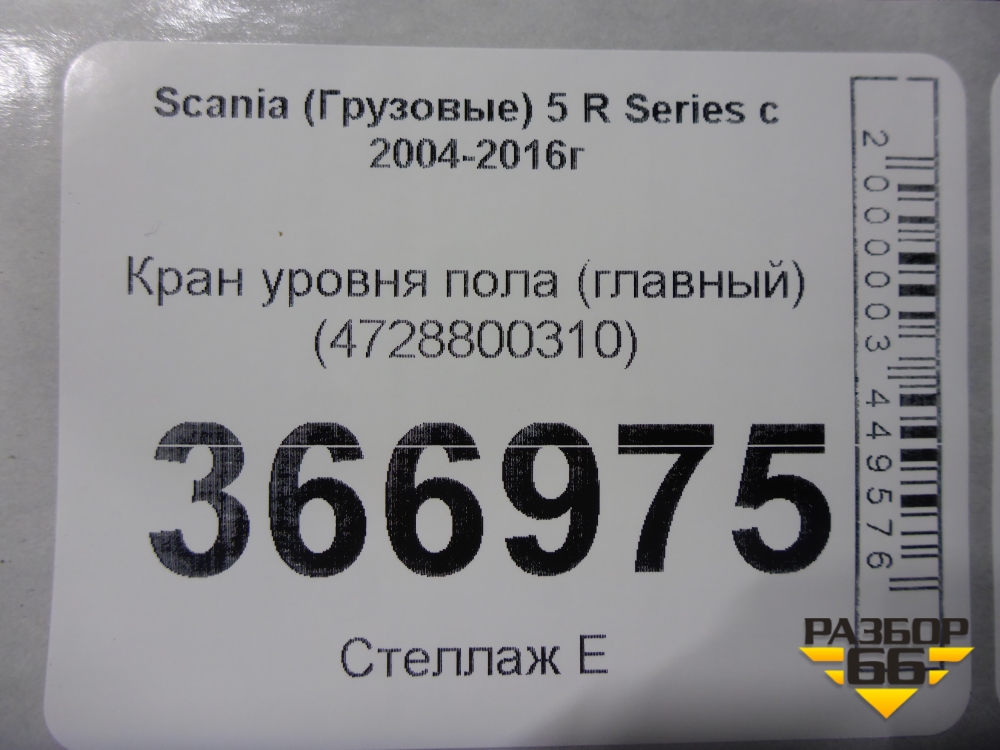 Scania (Грузовые) 5 R Series с
2004-2016г
Кран уровня пола (главный)
(4728800310)
366975
Стеллаж Е
2000003449576
РАЗБОР
66